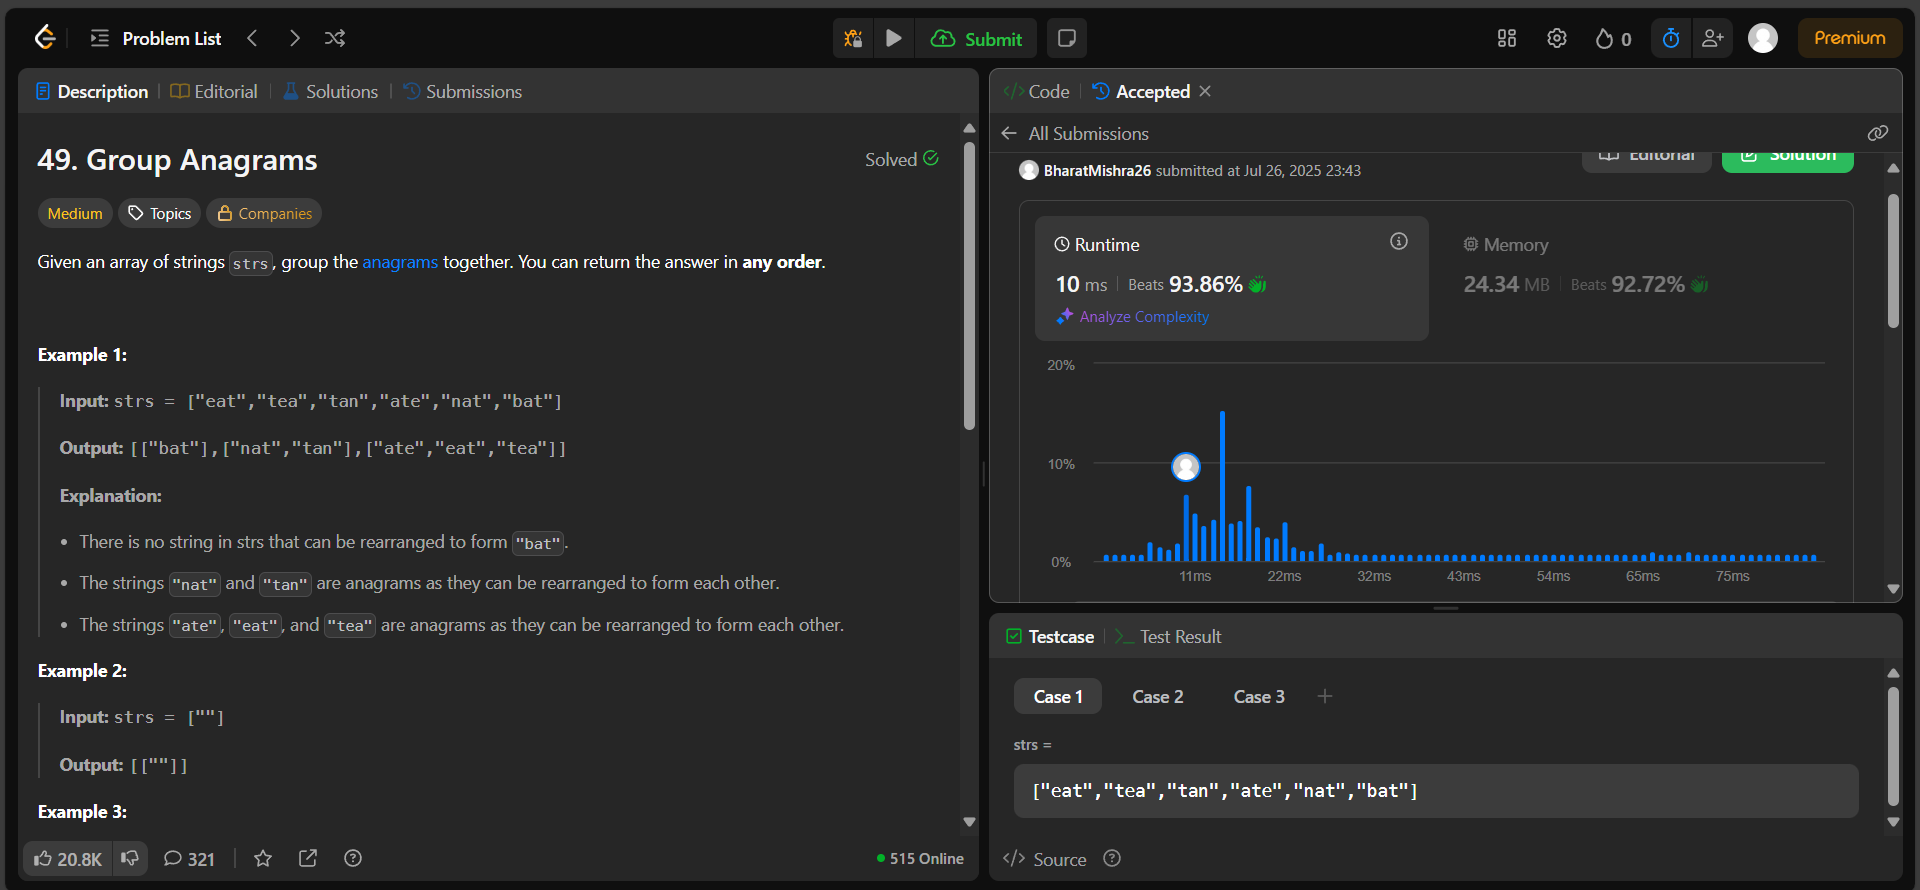 Problem List
Submit
0
Premium
Description
Editorial
Solutions
Submissions
49. Group Anagrams
Solved
Medium
Topics
Companies
Given an array of strings strs, group the anagrams together. You can return the answer in any order.
Example 1:
Input: strs = ["eat","tea","tan","ate","nat","bat"]
Output: [["bat"],["nat","tan"],["ate","eat","tea"]]
Explanation:
• There is no string in strs that can be rearranged to form "bat".
• The strings "nat" and "tan" are anagrams as they can be rearranged to form each other.
• The strings "ate", "eat", and "tea" are anagrams as they can be rearranged to form each other.
Example 2:
Input: strs = [""]
Output: [[""]]
Example 3:
20.8K
321
515 Online
Code
Accepted
All Submissions
Editorial
Solution
BharatMishra26 submitted at Jul 26, 2025 23:43
Runtime
10 ms
Beats 93.86%
Analyze Complexity
Memory
24.34 MB
Beats 92.72%
20%
10%
0%
11ms 22ms 32ms 43ms 54ms 65ms 75ms
Testcase
Test Result
Case 1
Case 2
Case 3
strs =
["eat","tea","tan","ate","nat","bat"]
Source